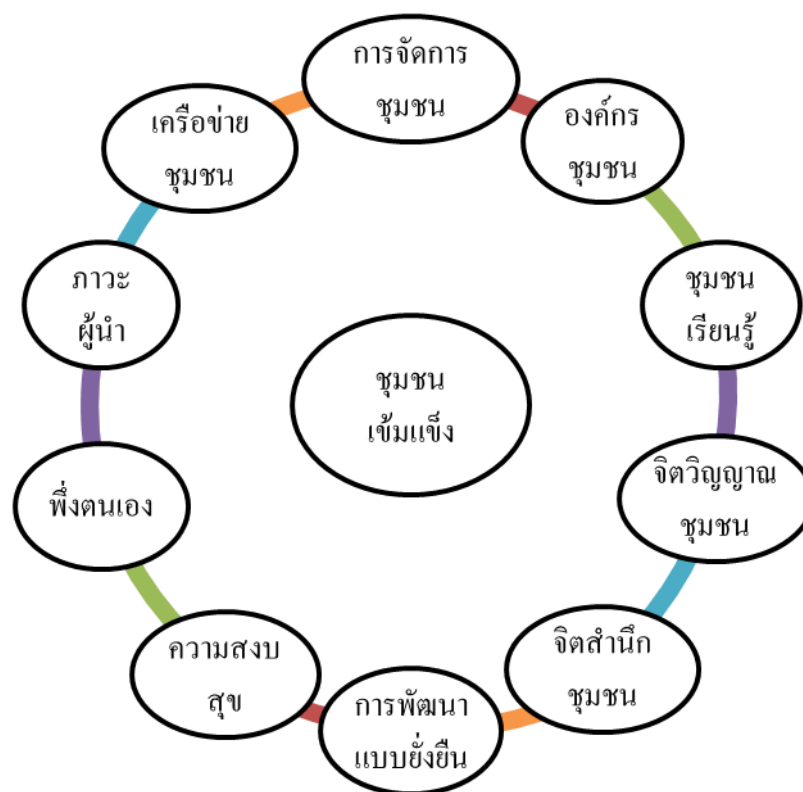 การจัดการ
ชุมชน
องค์กร
ชุมชน
ชุมชน
เรียนรู้
จิตวิญญาณ
ชุมชน
จิตสำนึก
ชุมชน
การพัฒนา
แบบยั่งยืน
ความสงบ
สุข
พึ่งตนเอง
ภาวะ
ผู้นำ
เครือข่าย
ชุมชน
ชุมชน
เข้มแข็ง